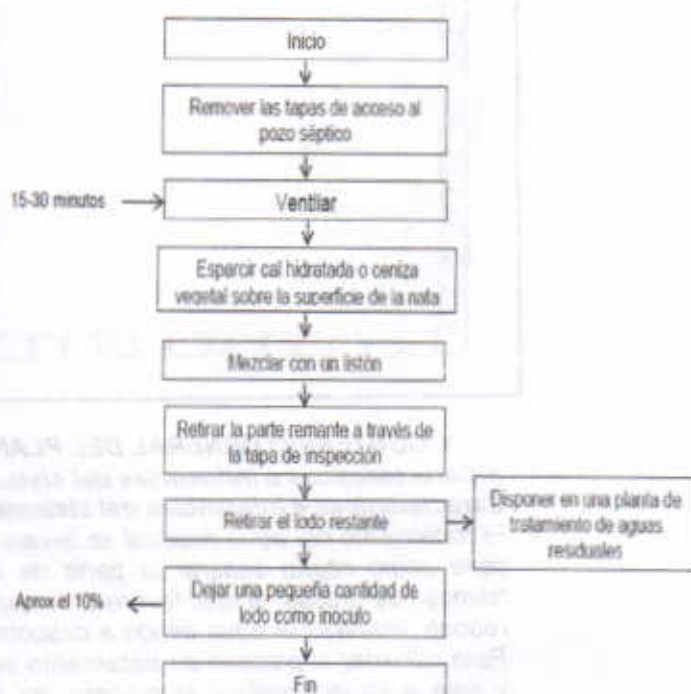 Inicio
Remover las tapas de acceso al
pozo séptico
15-30 minutos
Ventilar
Esparcir cal hidratada o ceniza
vegetal sobre la superficie de la nata
Mezclar con un listón
Retirar la parte remante a través de
la tapa de inspección
Retirar el lodo restante
Disponer en una planta de
tratamiento de aguas
residuales
Aprox el 10%
Dejar una pequeña cantidad de
lodo como inoculo
Fin